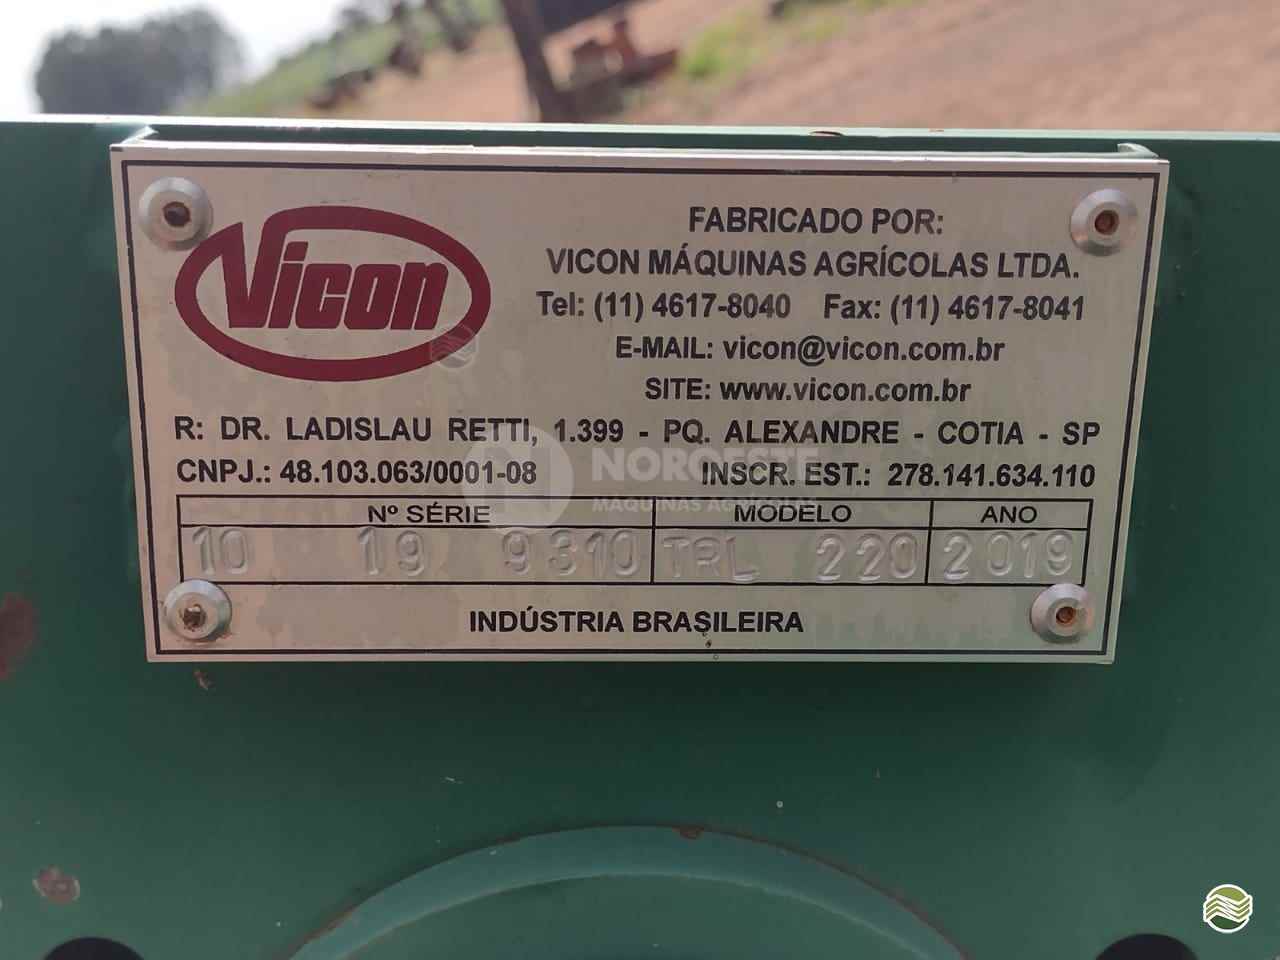 Vicon
FABRICADO POR:
VICON MÁQUINAS AGRÍCOLAS LTDA.
Tel: (11) 4617-8040 Fax: (11) 4617-8041
E-MAIL: vicon@vicon.com.br
SITE: www.vicon.com.br
R: DR. LADISLAU RETTI, 1.399 - PQ. ALEXANDRE - COTIA - SP
CNPJ.: 48.103.063/0001-08 INSCR. EST.: 278.141.634.110
NOROESTE
MÁQUINAS AGRÍCOLAS
Nº SÉRIE MODELO ANO
10 19 9310 TRL 220 2019
INDÚSTRIA BRASILEIRA